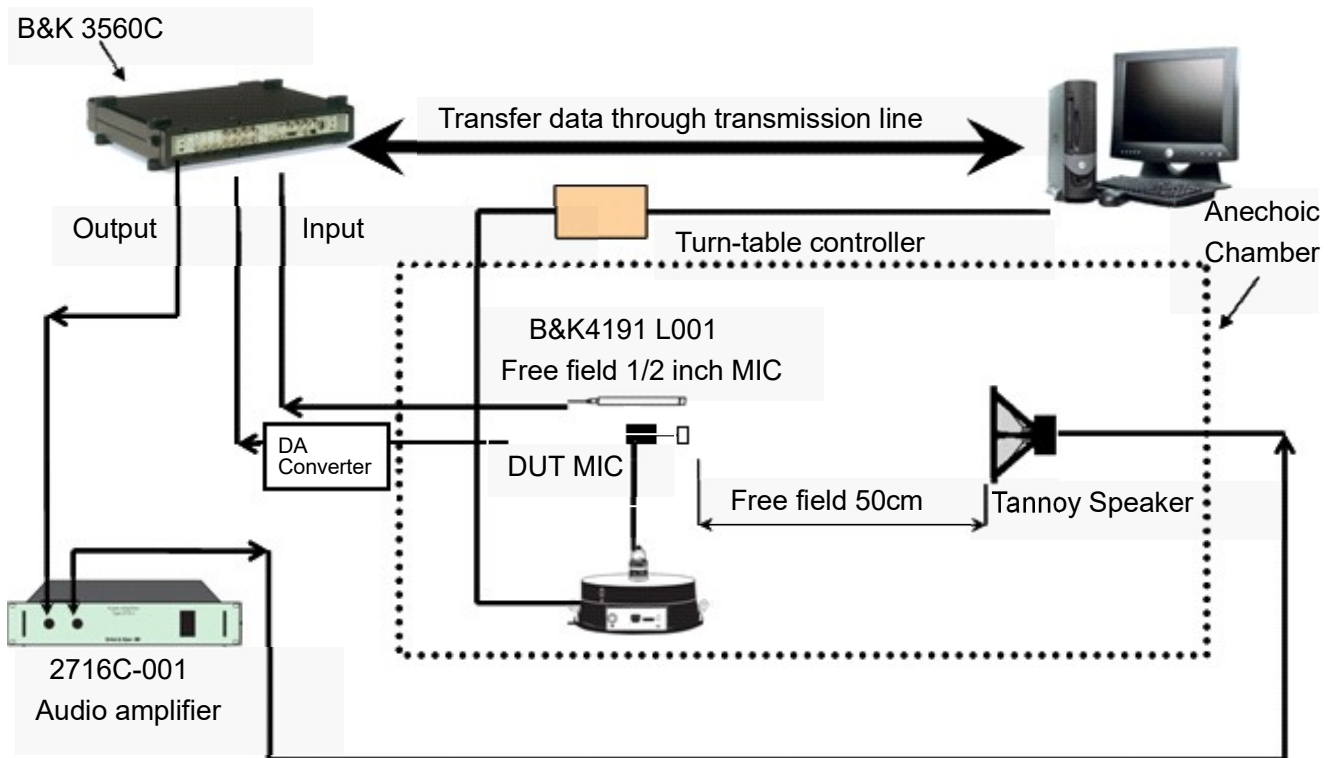 B&K 3560C
Transfer data through transmission line
Output
Input
Turn-table controller
Anechoic
Chamber
B&K4191 L001
Free field 1/2 inch MIC
DA
Converter
DUT MIC
Free field 50cm
Tannoy Speaker
2716C-001
Audio amplifier